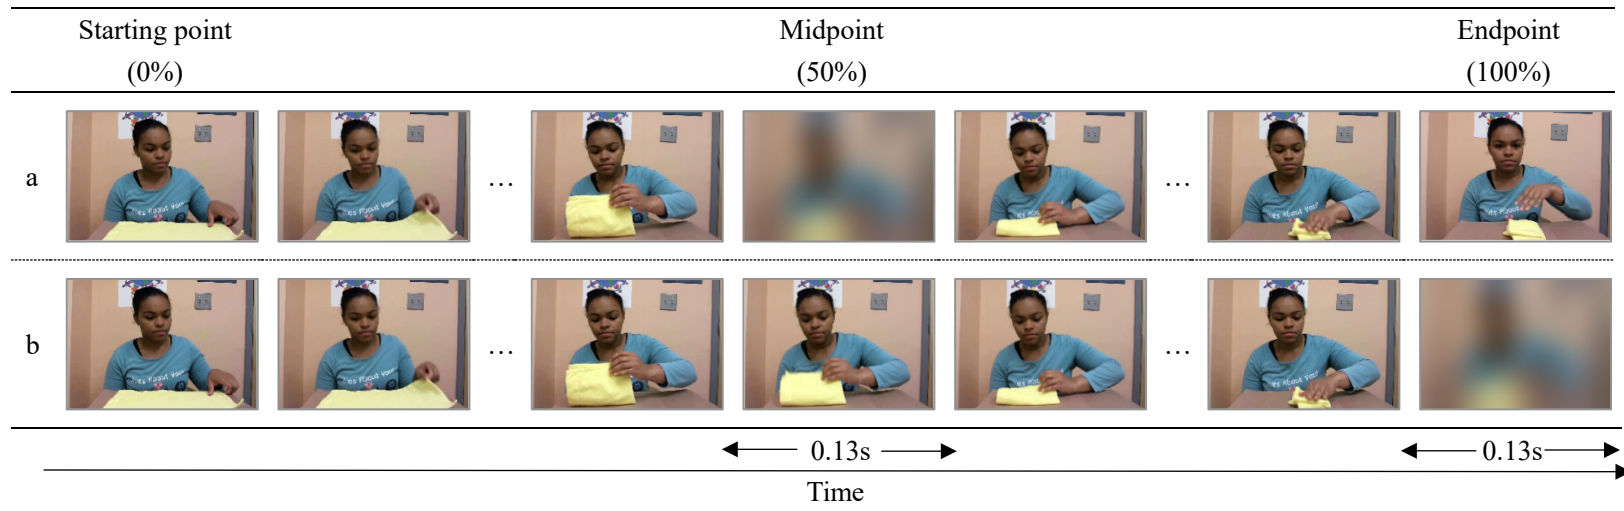 Starting point Midpoint Endpoint
(0%) (50%) (100%)
a
... ...
b
... ...
0.13s 0.13s
Time